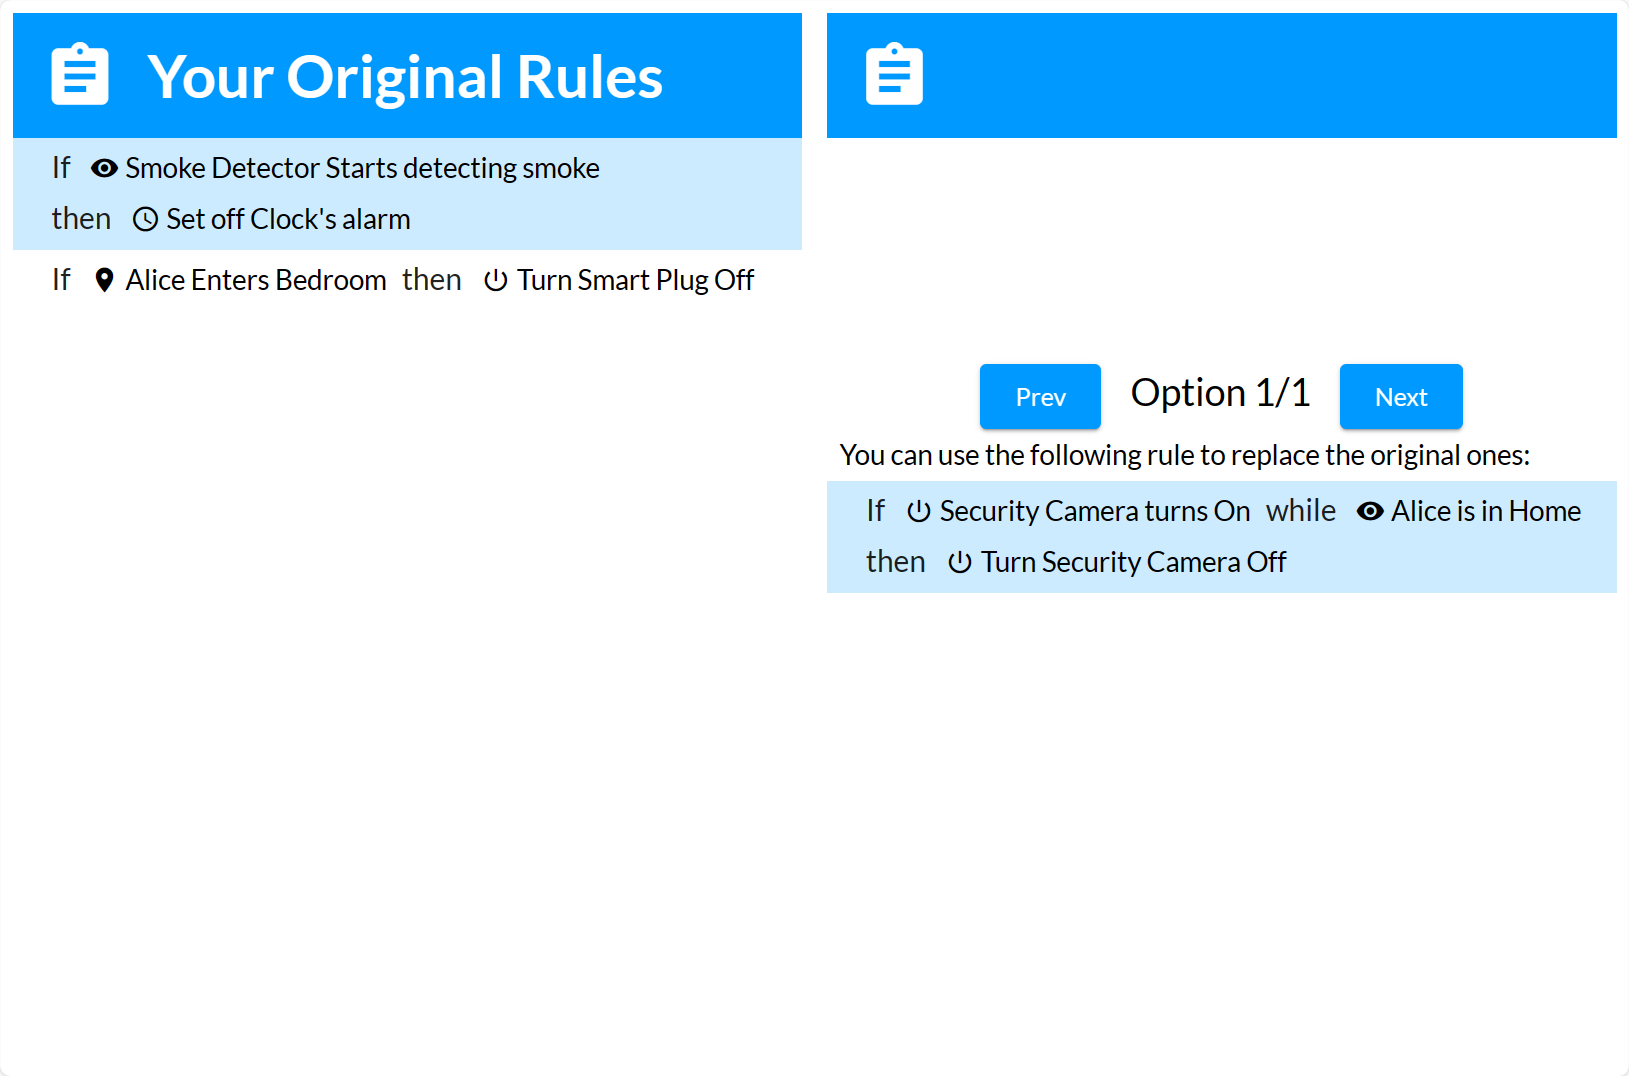 Your Original Rules
If Smoke Detector Starts detecting smoke
then Set off Clock's alarm
If Alice Enters Bedroom then Turn Smart Plug Off
Prev Option 1/1 Next
You can use the following rule to replace the original ones:
If Security Camera turns On while Alice is in Home
then Turn Security Camera Off